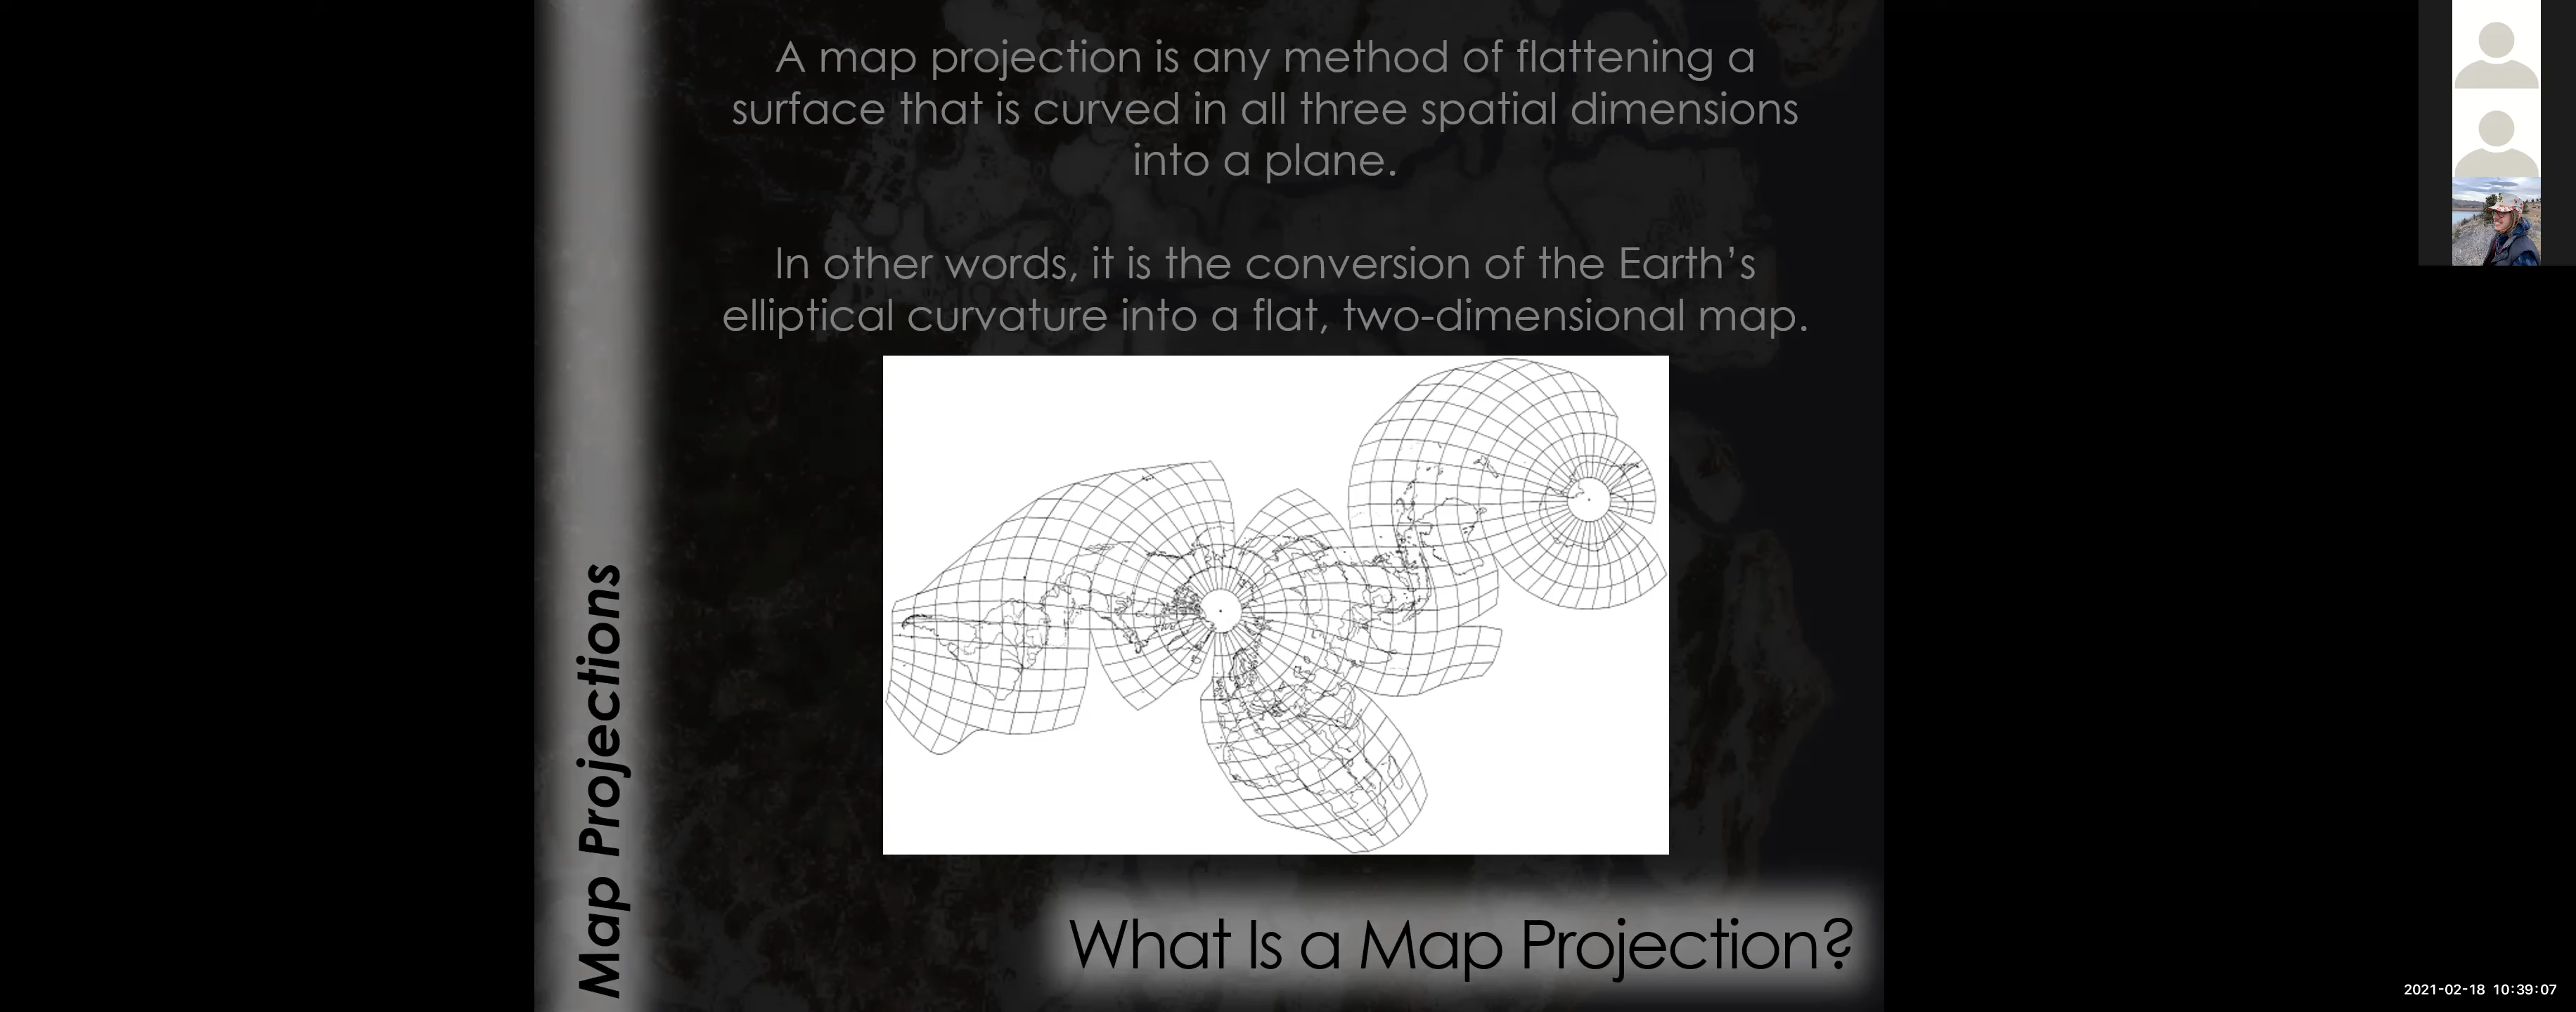 A map projection is any method of flattening a
surface that is curved in all three spatial dimensions
into a plane.
In other words, it is the conversion of the Earth’s
elliptical curvature into a flat, two-dimensional map.
Map Projections
What Is a Map Projection?
2021-02-18 10:39:07